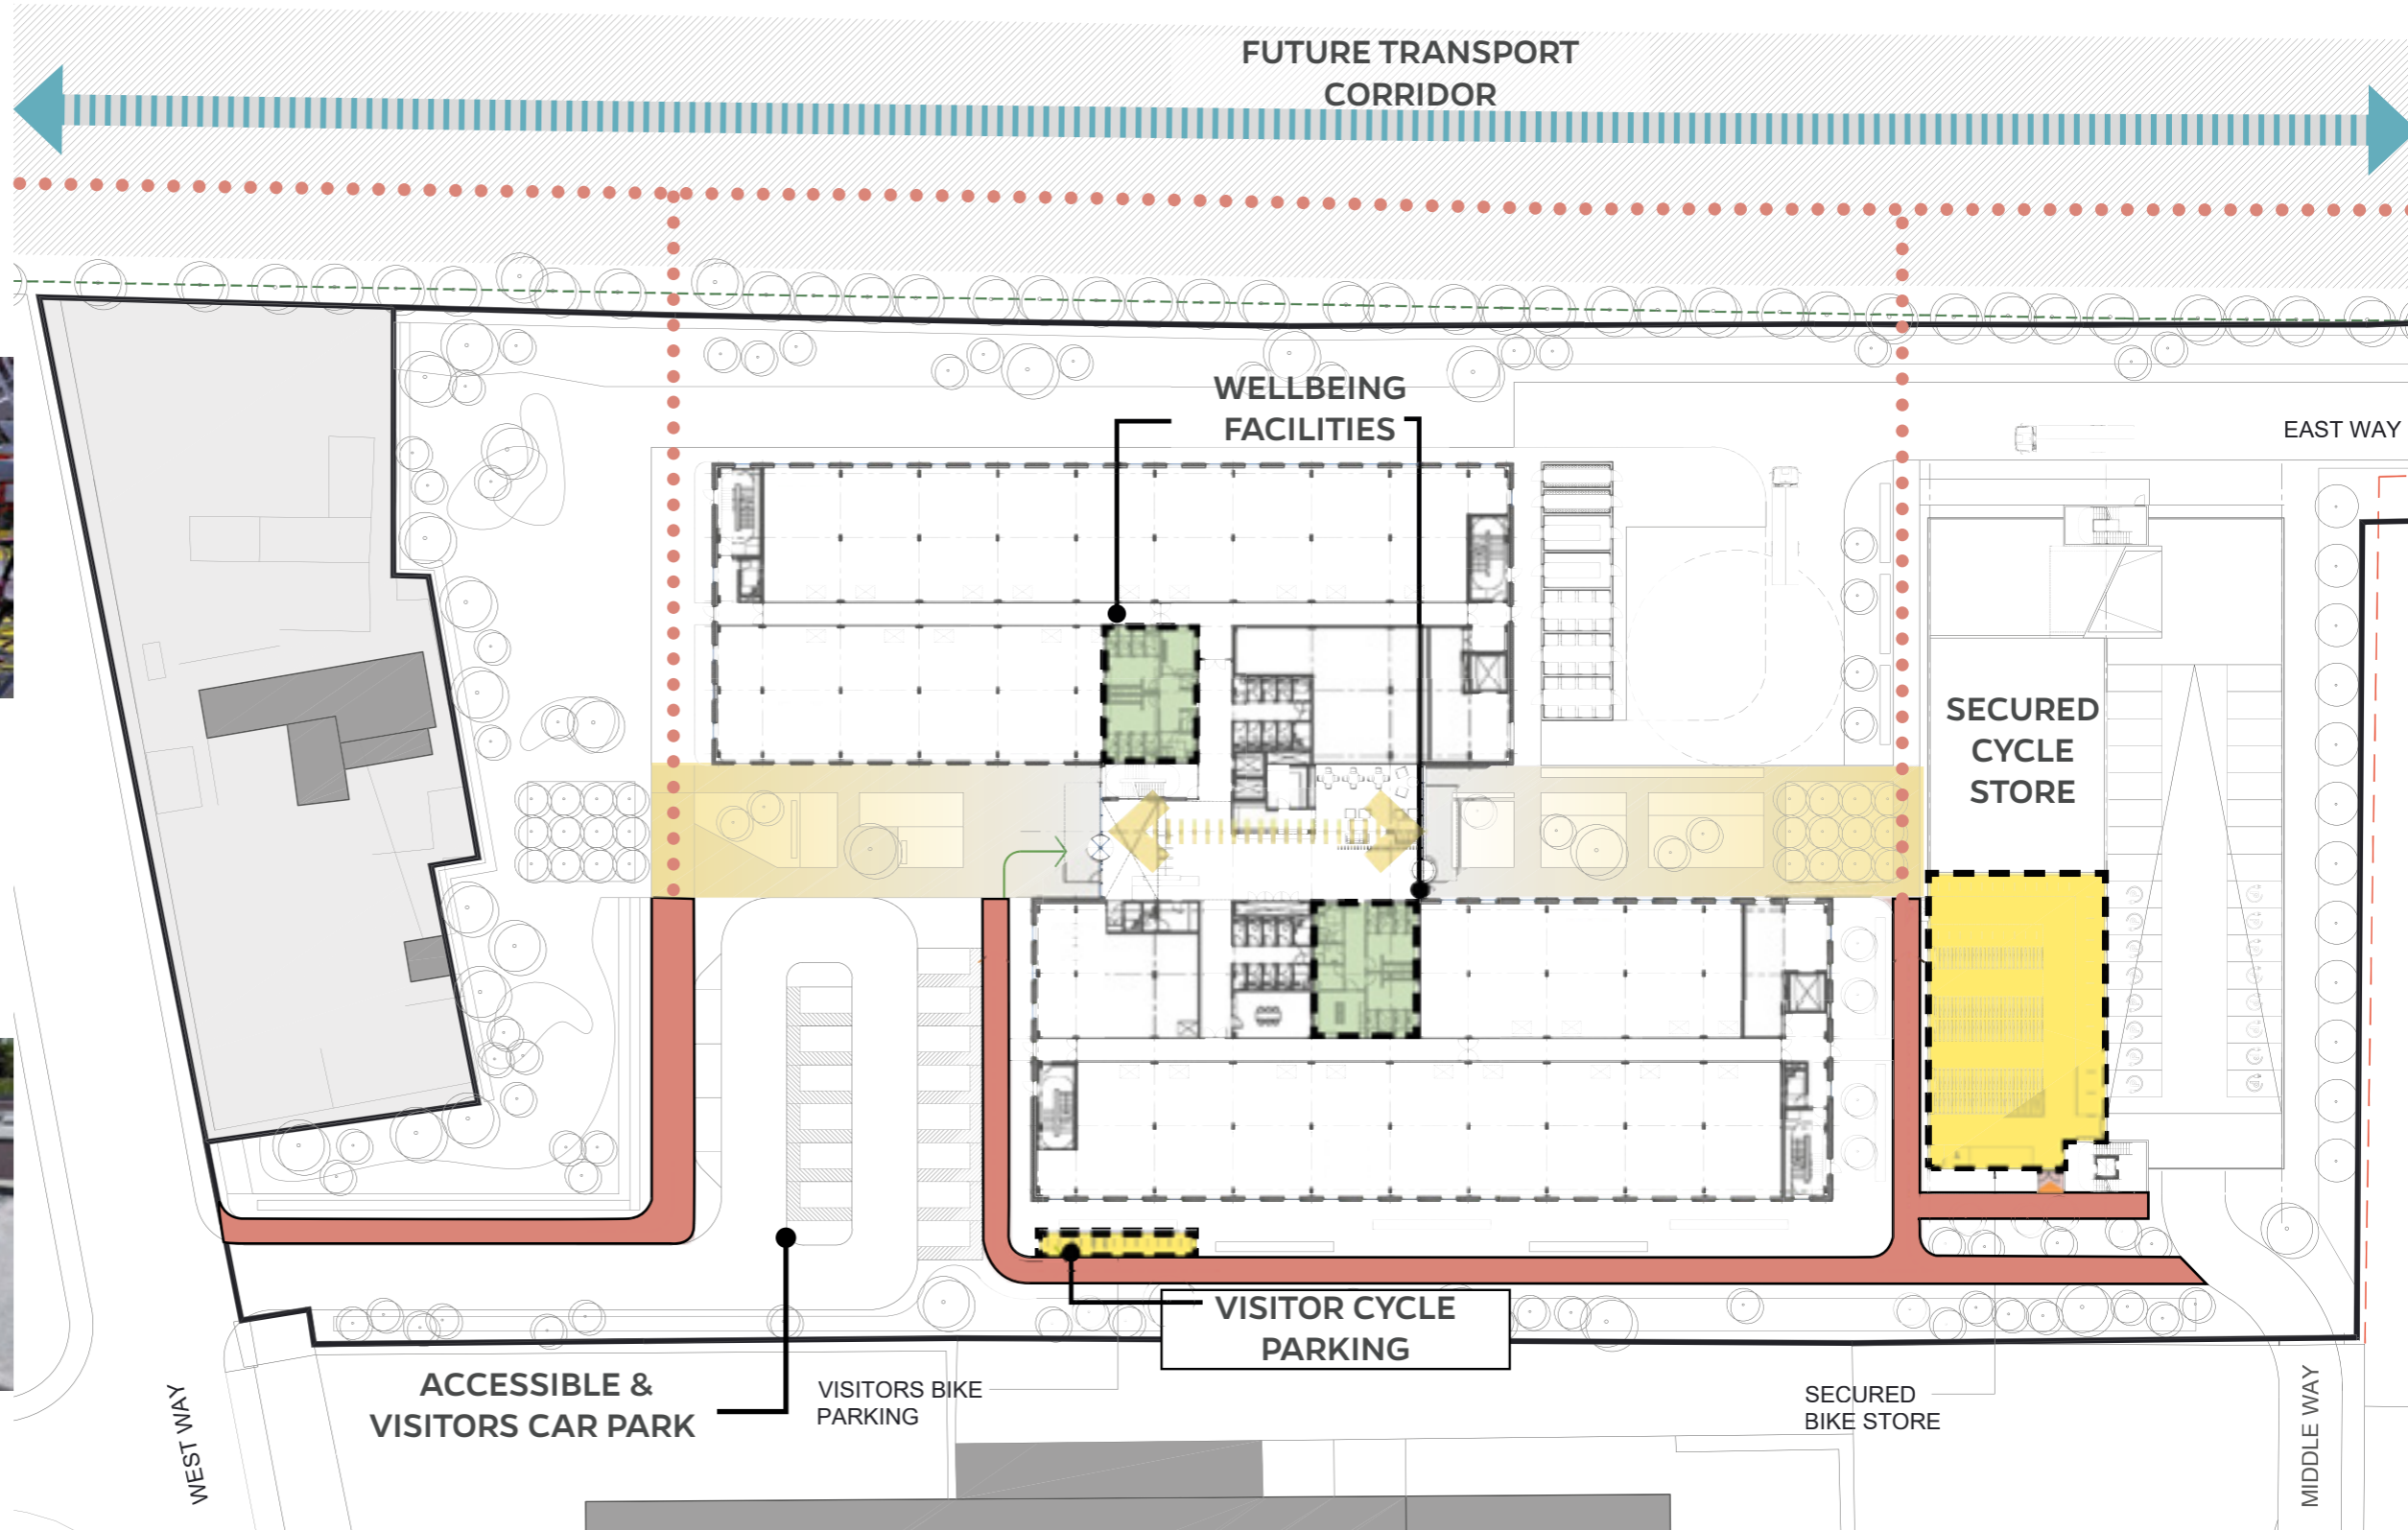 FUTURE TRANSPORT
CORRIDOR
WELLBEING
FACILITIES
EAST WAY
SECURED
CYCLE
STORE
VISITOR CYCLE
PARKING
ACCESSIBLE &
VISITORS CAR PARK
VISITORS BIKE
PARKING
SECURED
BIKE STORE
WEST WAY
MIDDLE WAY